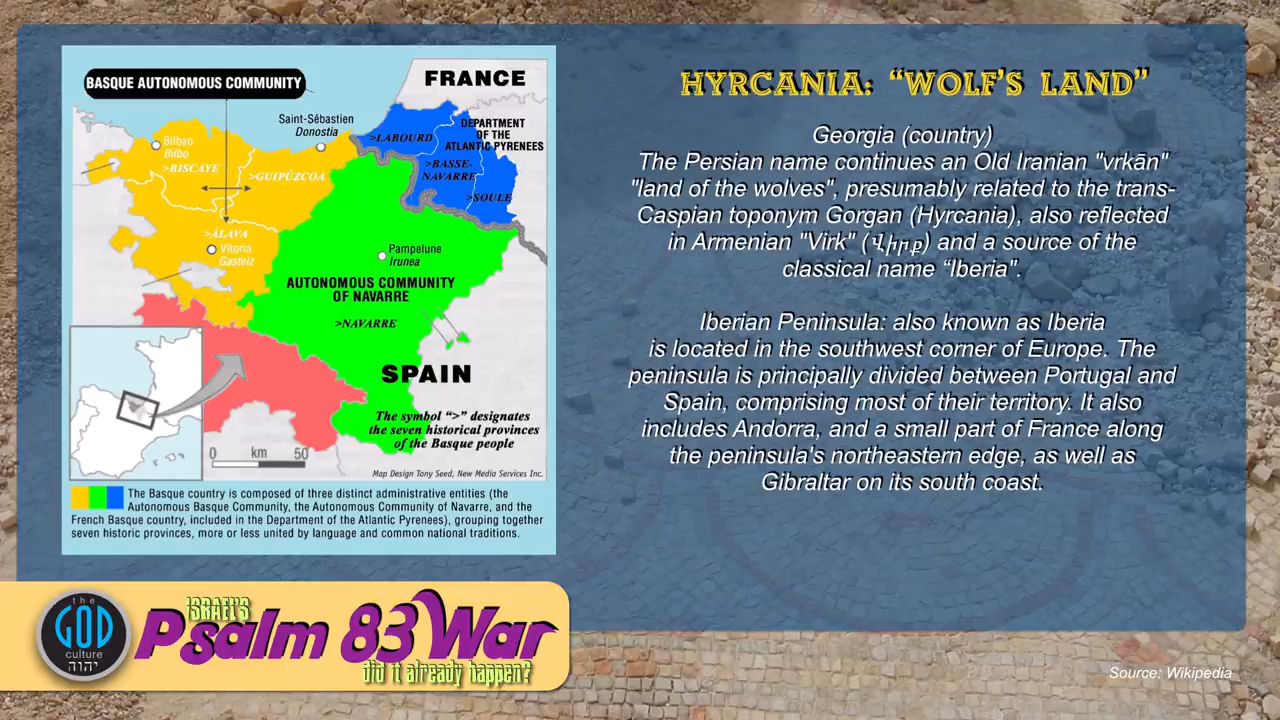 BASQUE AUTONOMOUS COMMUNITY
FRANCE
Saint-Sébastien
Donostia
>LABOURD
DEPARTMENT
OF THE
ATLANTIC PYRENEES
Bilbao
Bilbo
>BISCAYE
>GUIPÚZCOA
>BASSE-
NAVARRE
>SOULE
>ÁLAVA
Vitoria
Gasteiz
Pampelune
Irunea
AUTONOMOUS COMMUNITY
OF NAVARRE
>NAVARRE
SPAIN
The symbol “>” designates
the seven historical provinces
of the Basque people
0 km 50
Map Design Tony Seed, New Media Services Inc.
The Basque country is composed of three distinct administrative entities (the
Autonomous Basque Community, the Autonomous Community of Navarre, and the
French Basque country, included in the Department of the Atlantic Pyrenees), grouping together
seven historic provinces, more or less united by language and common national traditions.
HYRCANIA: “WOLF’S LAND”
Georgia (country)
The Persian name continues an Old Iranian "vrkān"
"land of the wolves", presumably related to the trans-
Caspian toponym Gorgan (Hyrcania), also reflected
in Armenian "Virk" (Վիրք) and a source of the
classical name “Iberia".
Iberian Peninsula: also known as Iberia
is located in the southwest corner of Europe. The
peninsula is principally divided between Portugal and
Spain, comprising most of their territory. It also
includes Andorra, and a small part of France along
the peninsula's northeastern edge, as well as
Gibraltar on its south coast.
the
GOD
culture
יהוה
ISRAEL'S
Psalm 83 War
did it already happen?
Source: Wikipedia